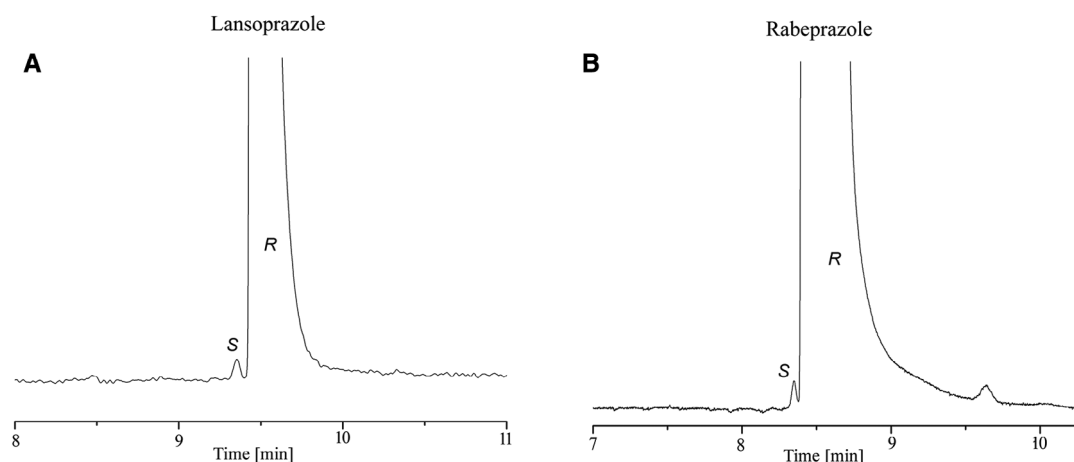 Lansoprazole
A
R
S
8 9 10 11
Time [min]
Rabeprazole
B
R
S
7 8 9 10
Time [min]